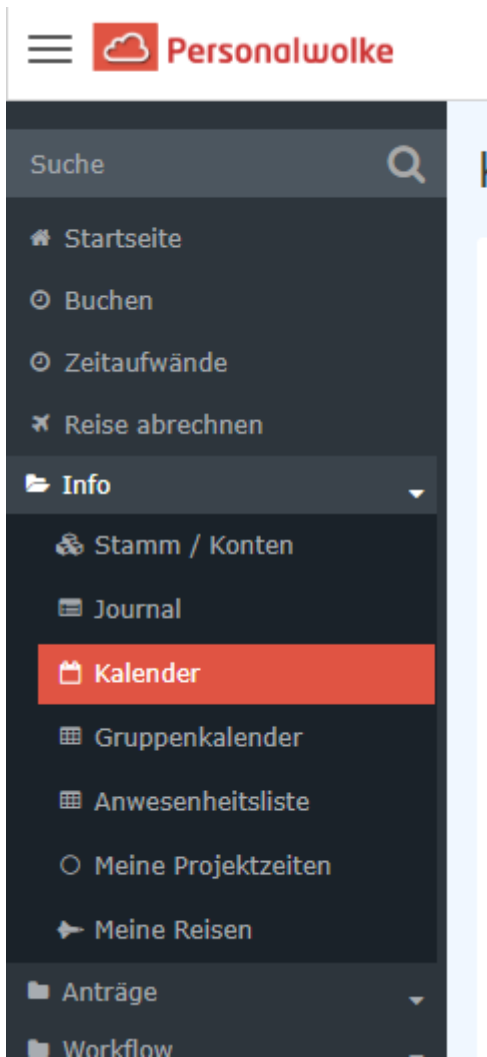 Personalwolke
Suche
Startseite
Buchen
Zeitaufwände
Reise abrechnen
Info
Stamm / Konten
Journal
Kalender
Gruppenkalender
Anwesenheitsliste
Meine Projektzeiten
Meine Reisen
Anträge
Workflow